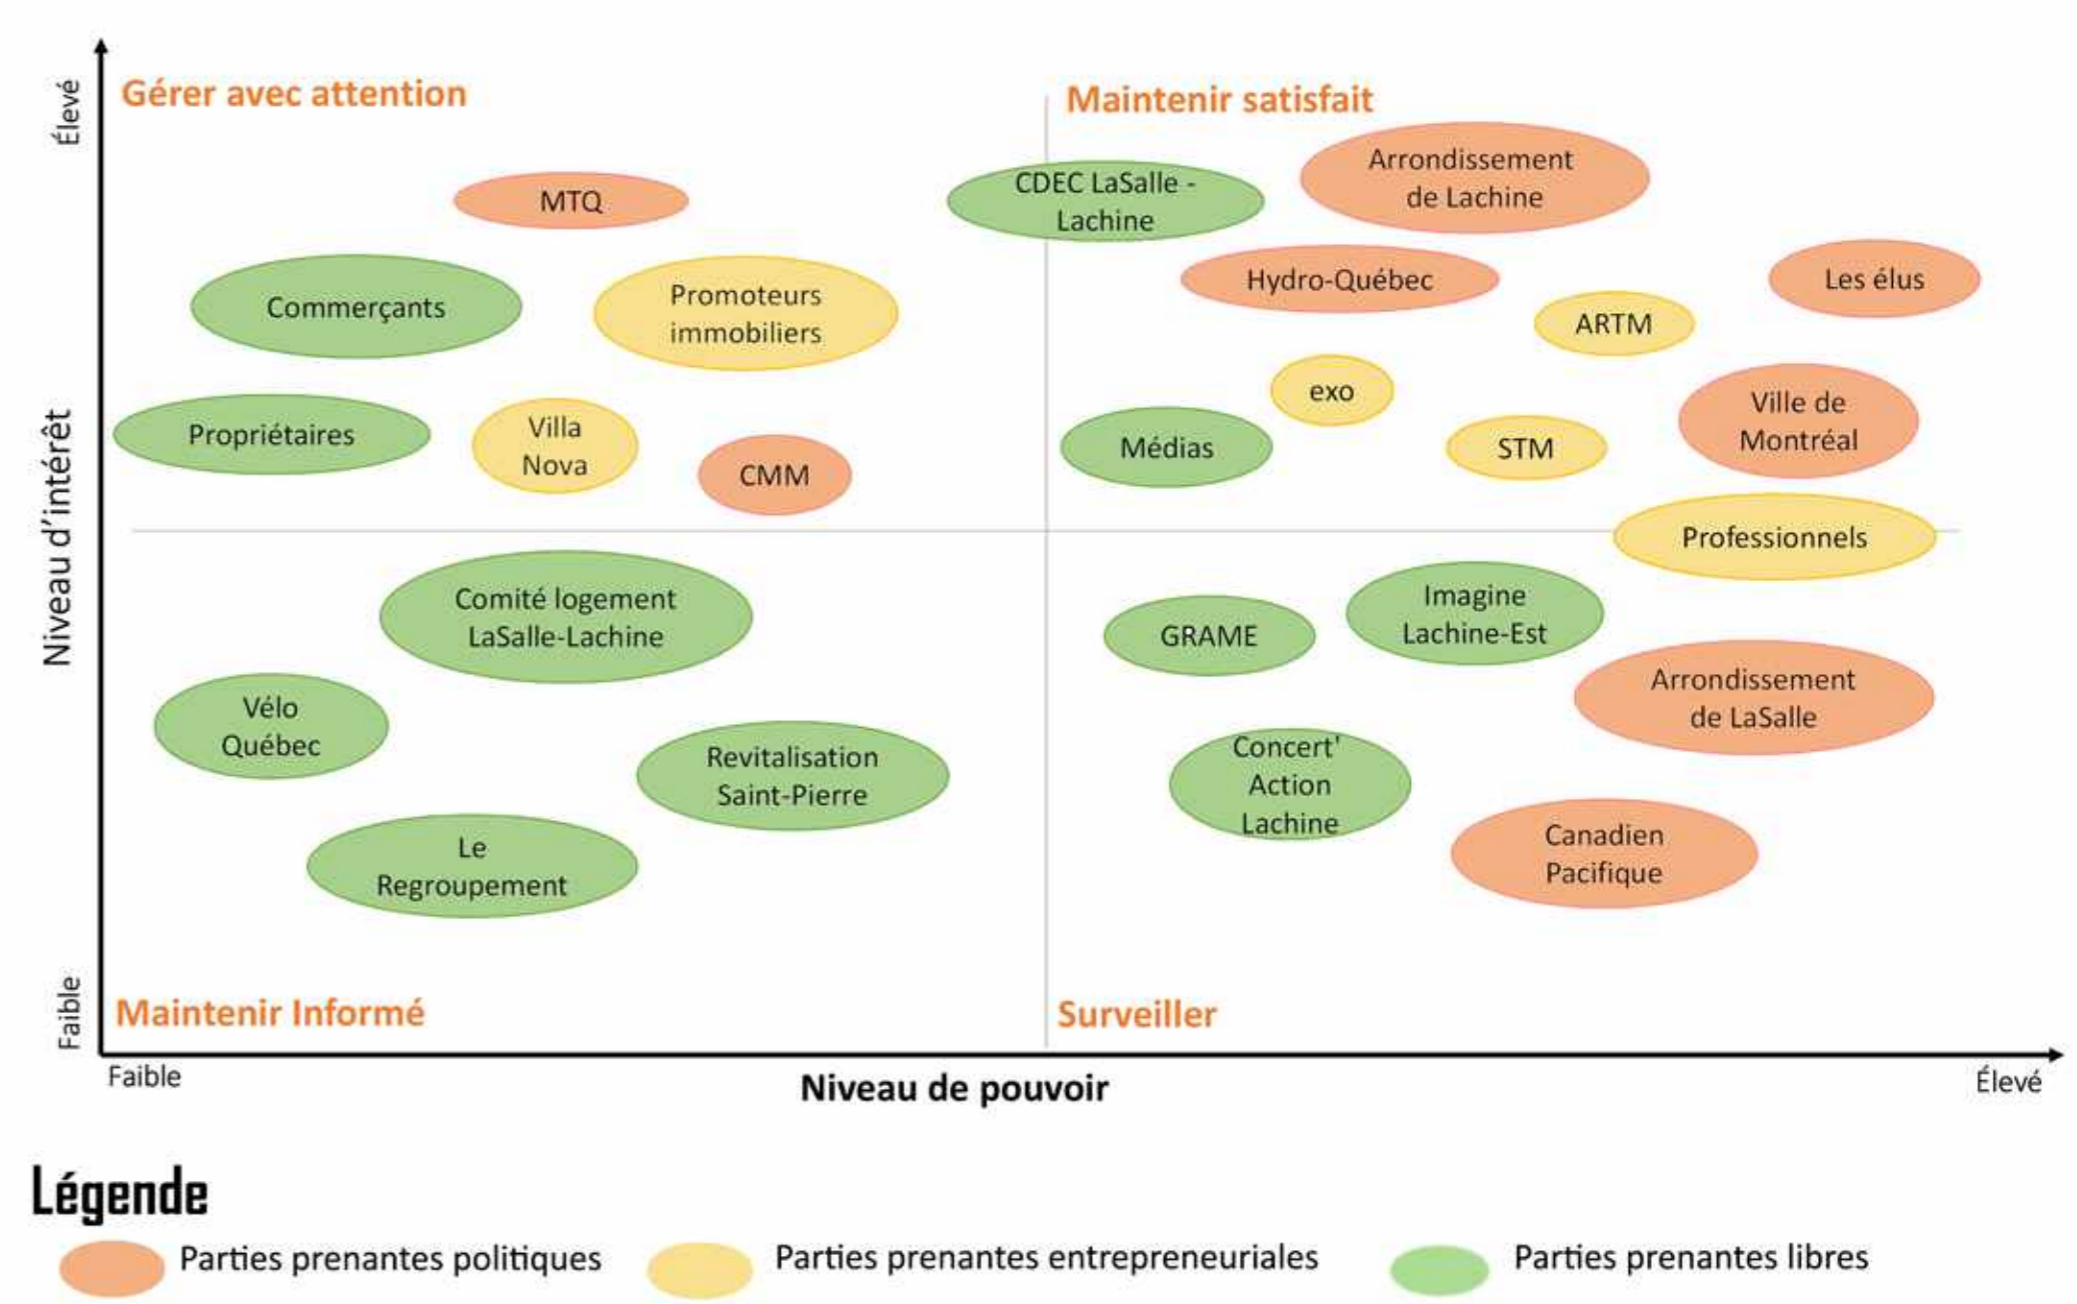 Élevé
Gérer avec attention
Maintenir satisfait
MTQ
CDEC LaSalle -
Lachine
Arrondissement
de Lachine
Commerçants
Promoteurs
immobiliers
Hydro-Québec
Les élus
ARTM
exo
Propriétaires
Villa
Nova
CMM
Médias
STM
Ville de
Montréal
Niveau d'intérêt
Professionnels
Comité logement
LaSalle-Lachine
GRAME
Imagine
Lachine-Est
Arrondissement
de LaSalle
Vélo
Québec
Revitalisation
Saint-Pierre
Concert'
Action
Lachine
Le
Regroupement
Canadien
Pacifique
Faible
Maintenir Informé
Surveiller
Faible
Niveau de pouvoir
Élevé
Légende
Parties prenantes politiques
Parties prenantes entrepreneuriales
Parties prenantes libres